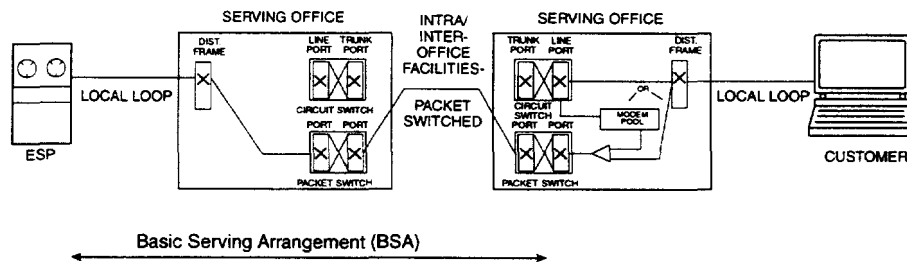 SERVING OFFICE
INTRA/
INTER-
OFFICE
FACILITIES-
PACKET
SWITCHED
SERVING OFFICE
ESP
LOCAL LOOP
DIST.
FRAME
LINE
PORT
TRUNK
PORT
CIRCUIT SWITCH
PORT
PORT
PACKET SWITCH
TRUNK
PORT
LINE
PORT
CIRCUIT
SWITCH
PORT
PORT
PACKET SWITCH
OR
MODEM
POOL
DIST.
FRAME
LOCAL LOOP
CUSTOMER
Basic Serving Arrangement (BSA)